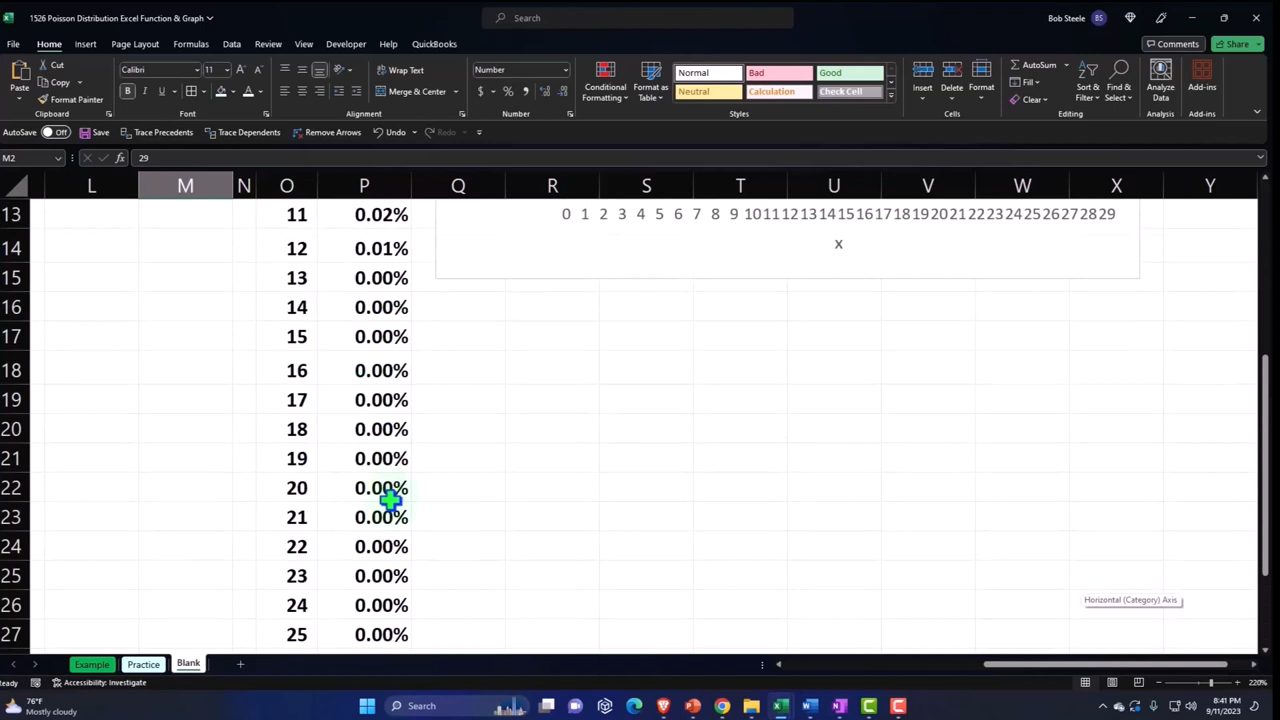 1526 Poisson Distribution Excel Function & Graph
Search
Bob Steele
BS
File Home Insert Page Layout Formulas Data Review View Developer Help QuickBooks
Comments
Share
Cut
Copy
Format Painter
Paste
Clipboard
Calibri 11
B I U
Font
Wrap Text
Merge & Center
Alignment
Number
$ % ,
Number
Conditional Formatting
Format as Table
Normal Bad Good
Neutral Calculation Check Cell
Styles
Insert Delete Format
Cells
AutoSum
Fill
Clear
Sort & Filter
Find & Select
Editing
Analyze Data
Analysis
Add-ins
Add-ins
AutoSave Off Save Trace Precedents Trace Dependents Remove Arrows Undo Redo
M2 fx 29
L M N O P Q R S T U V W X Y
13 11 0.02% 0 1 2 3 4 5 6 7 8 9 10 11 12 13 14 15 16 17 18 19 20 21 22 23 24 25 26 27 28 29
14 12 0.01% x
15 13 0.00%
16 14 0.00%
17 15 0.00%
18 16 0.00%
19 17 0.00%
20 18 0.00%
21 19 0.00%
22 20 0.00%
23 21 0.00%
24 22 0.00%
25 23 0.00%
26 24 0.00% Horizontal (Category) Axis
27 25 0.00%
Example Practice Blank
Ready Accessibility: Investigate 220%
76°F
Mostly cloudy
Search
8:41 PM
9/11/2023